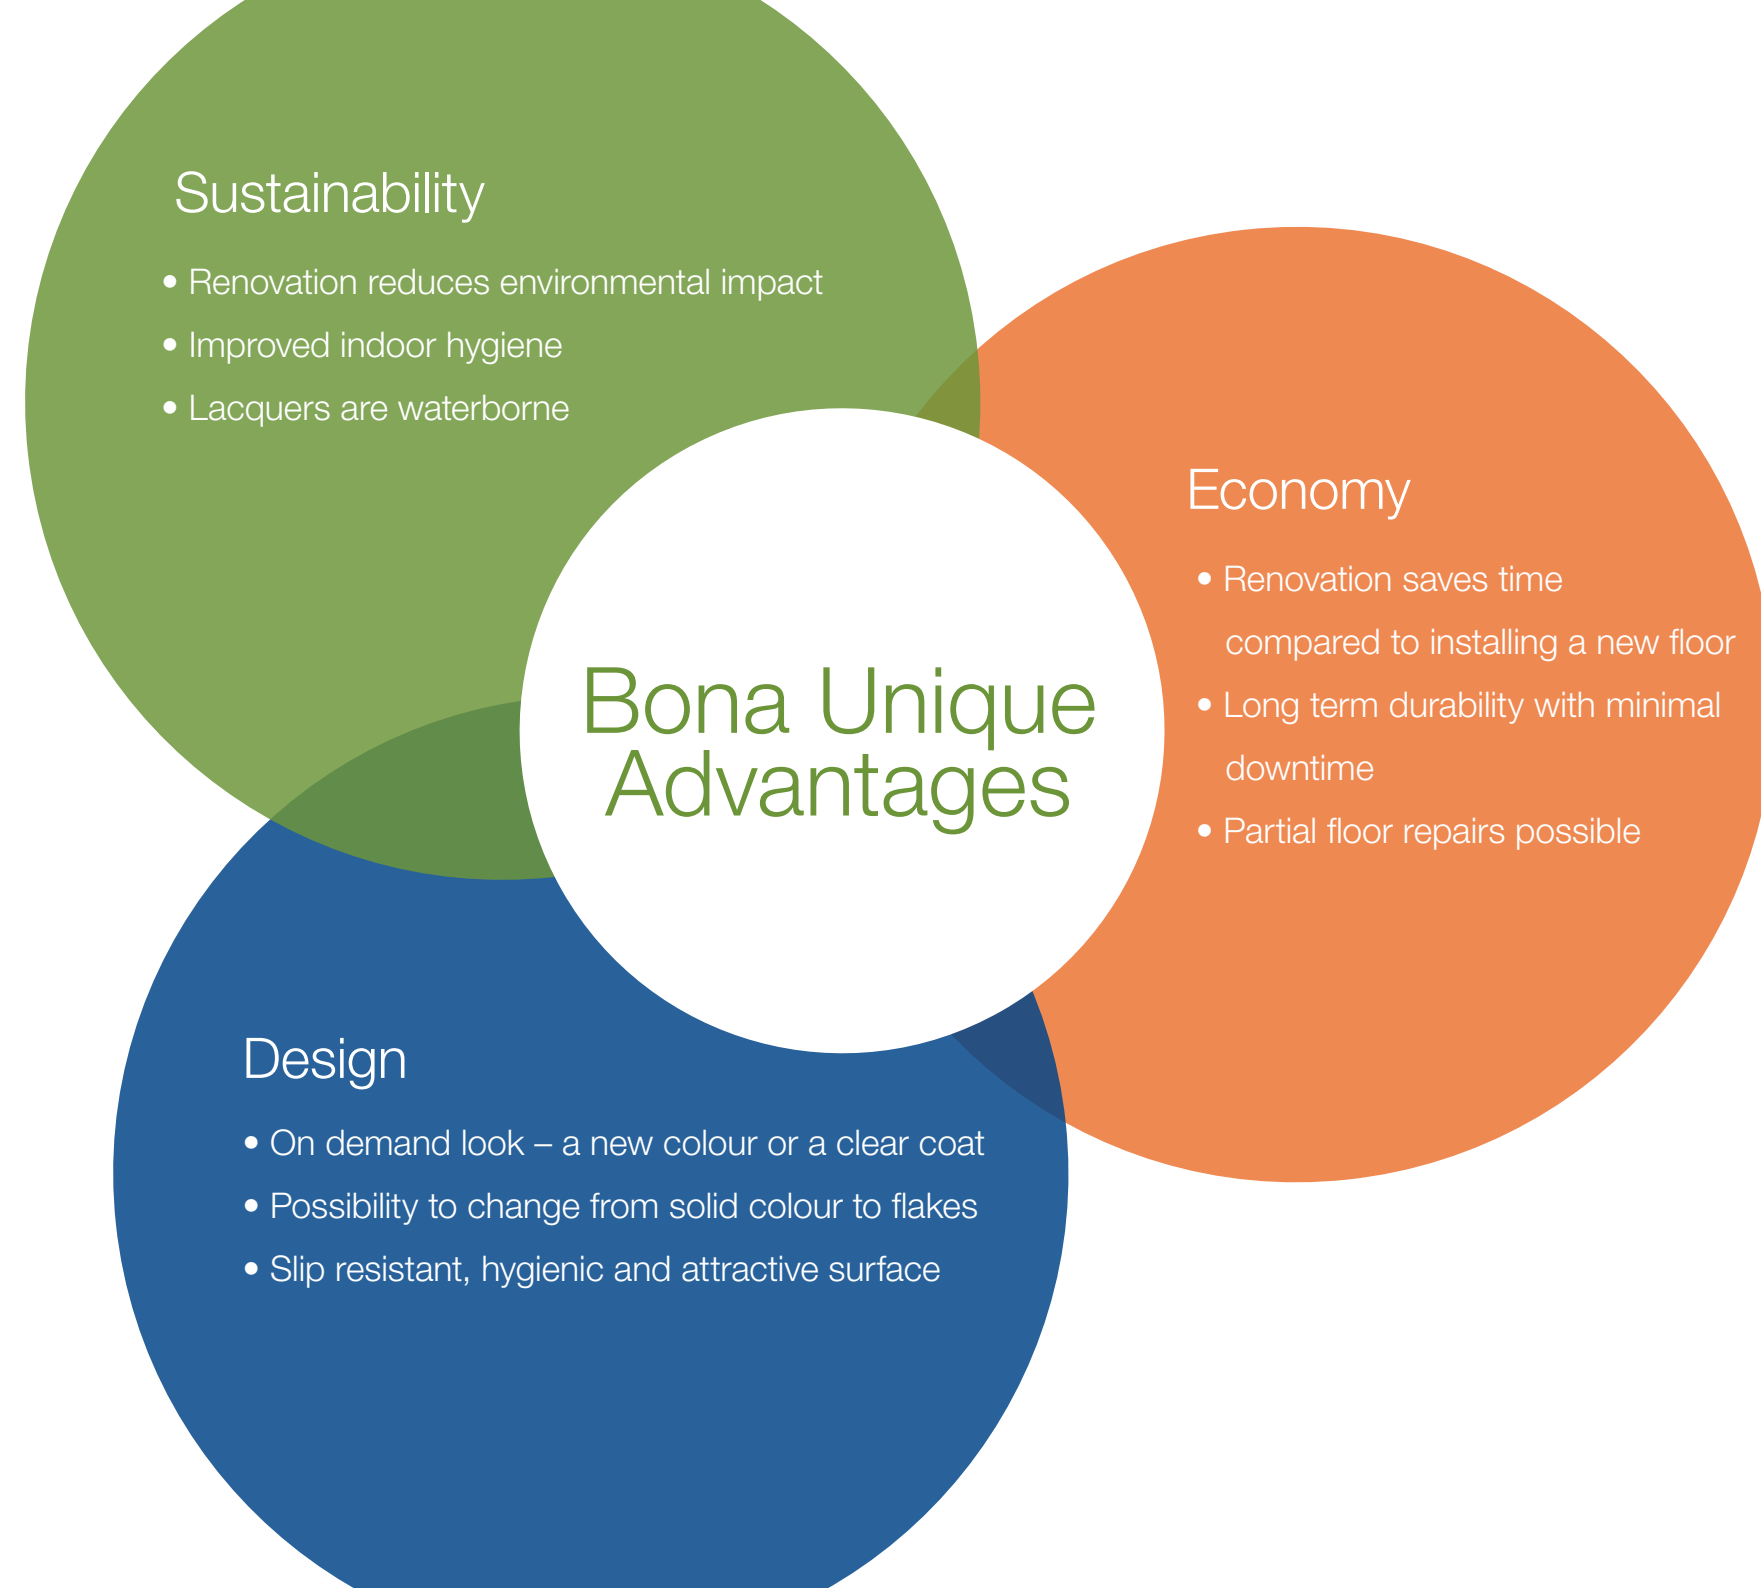 Sustainability
• Renovation reduces environmental impact
• Improved indoor hygiene
• Lacquers are waterborne
Economy
• Renovation saves time
compared to installing a new floor
• Long term durability with minimal
downtime
• Partial floor repairs possible
Bona Unique
Advantages
Design
• On demand look – a new colour or a clear coat
• Possibility to change from solid colour to flakes
• Slip resistant, hygienic and attractive surface